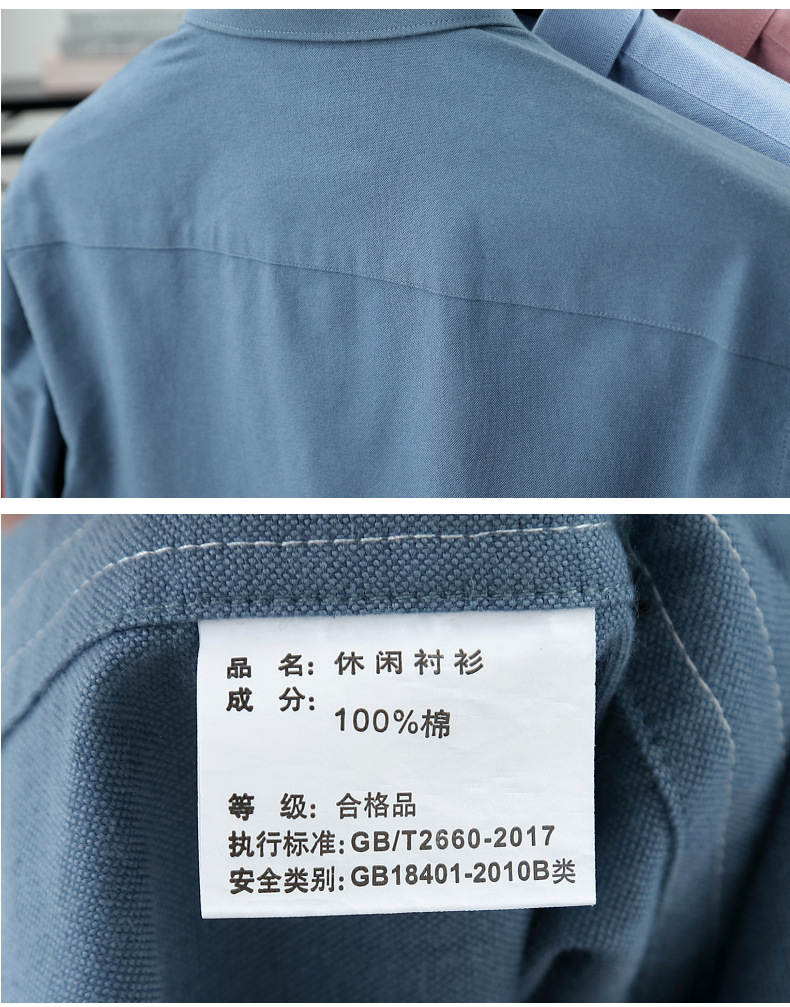 品 名: 休闲衬衫
成 分:
100%棉
等 级: 合格品
执行标准: GB/T2660-2017
安全类别: GB18401-2010B类